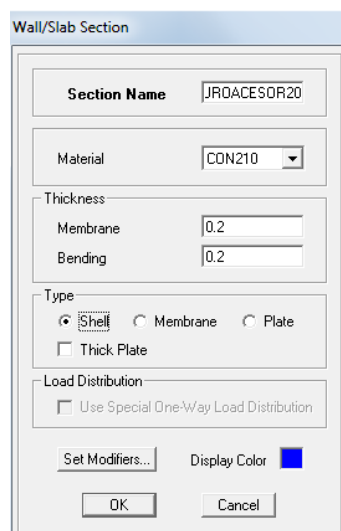 Wall/Slab Section
Section Name JROACESOR20
Material CON210
Thickness
Membrane 0.2
Bending 0.2
Type
Shell Membrane Plate
Thick Plate
Load Distribution
Use Special One-Way Load Distribution
Set Modifiers... Display Color
OK Cancel